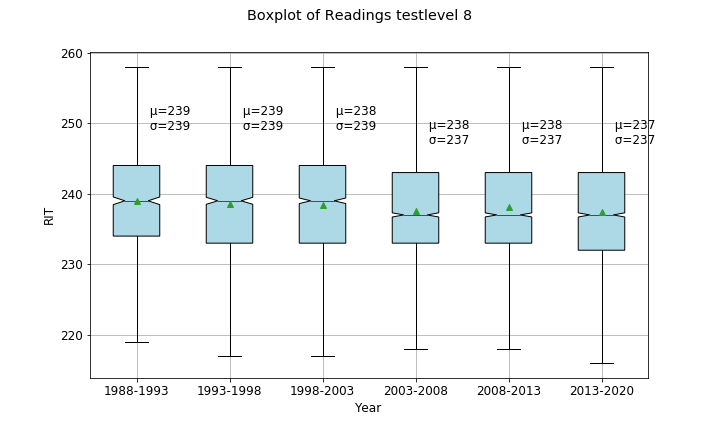 Boxplot of Readings testlevel 8
260
250
240
230
220
RIT
μ=239
σ=239
μ=239
σ=239
μ=238
σ=239
μ=238
σ=237
μ=238
σ=237
μ=237
σ=237
1988-1993
1993-1998
1998-2003
2003-2008
2008-2013
2013-2020
Year